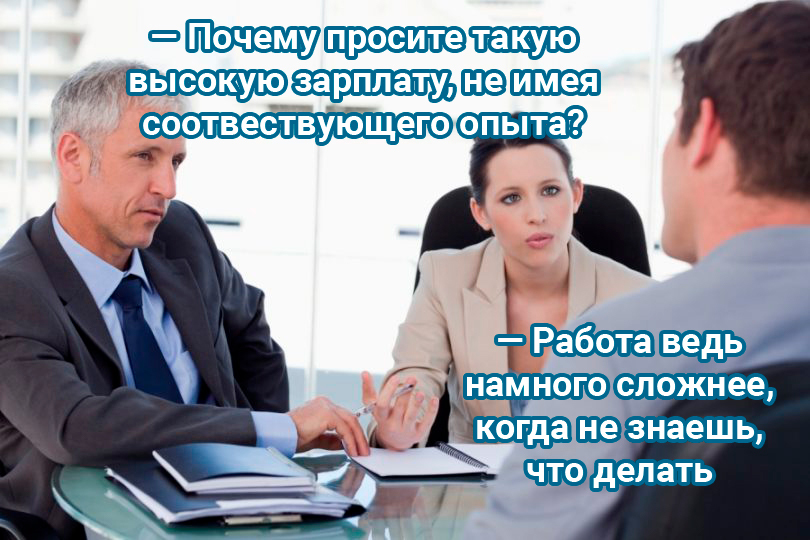 — Почему просите такую
высокую зарплату, не имея
соотвествующего опыта?
— Работа ведь
намного сложнее,
когда не знаешь,
что делать